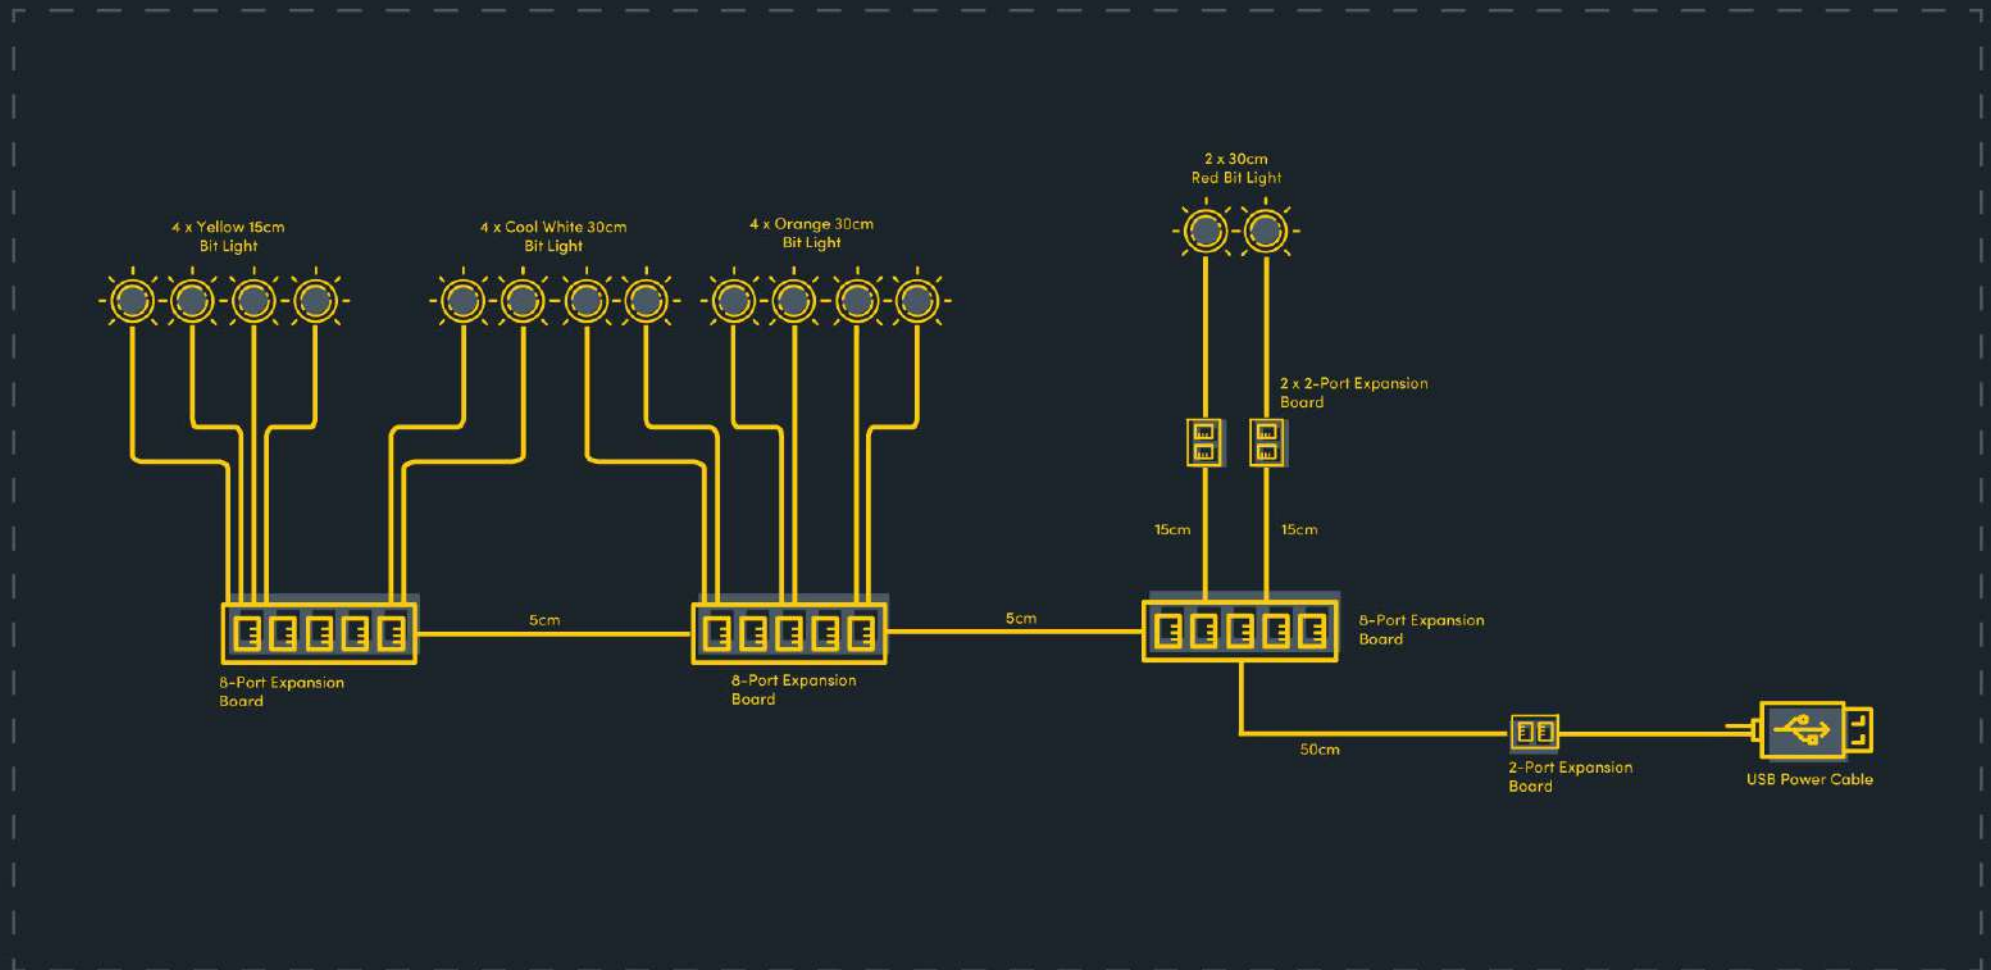 2 x 30cm
Red Bit Light
4 x Yellow 15cm
Bit Light
4 x Cool White 30cm
Bit Light
4 x Orange 30cm
Bit Light
2 x 2-Port Expansion
Board
15cm
15cm
5cm
5cm
8-Port Expansion
Board
8-Port Expansion
Board
8-Port Expansion
Board
50cm
2-Port Expansion
Board
USB Power Cable